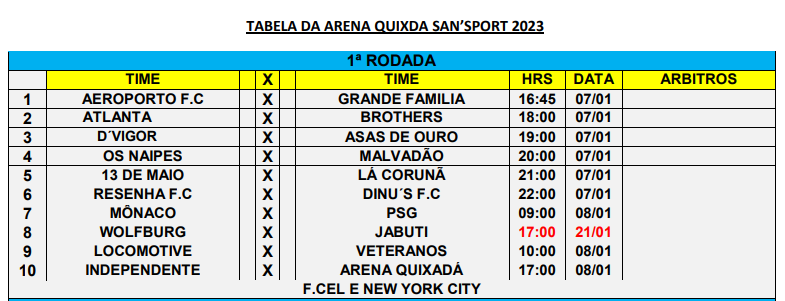 TABELA DA ARENA QUIXDA SAN’SPORT 2023
1ª RODADA
TIME X TIME HRS DATA ARBITROS
1 AEROPORTO F.C X GRANDE FAMILIA 16:45 07/01
2 ATLANTA X BROTHERS 18:00 07/01
3 D´VIGOR X ASAS DE OURO 19:00 07/01
4 OS NAIPES X MALVADÃO 20:00 07/01
5 13 DE MAIO X LÁ CORUNÃ 21:00 07/01
6 RESENHA F.C X DINU´S F.C 22:00 07/01
7 MÔNACO X PSG 09:00 08/01
8 WOLFBURG X JABUTI 17:00 21/01
9 LOCOMOTIVE X VETERANOS 10:00 08/01
10 INDEPENDENTE X ARENA QUIXADÁ 17:00 08/01
F.CEL E NEW YORK CITY